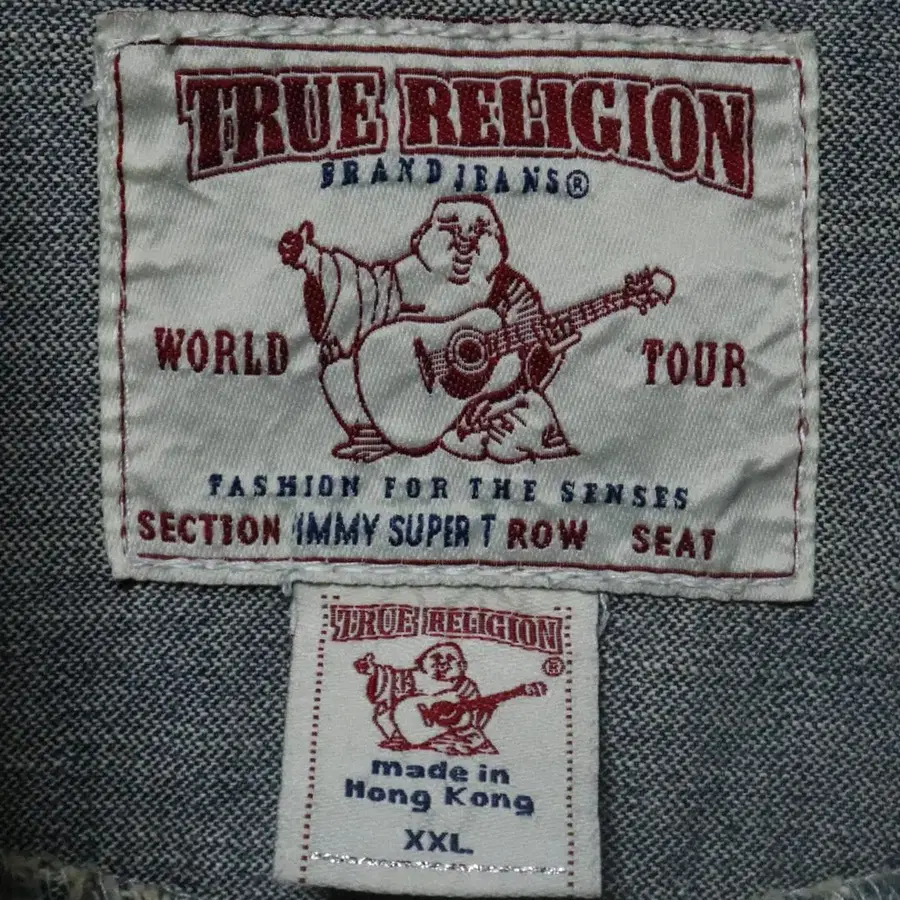 TRUE RELIGION
BRAND JEANS®
WORLD TOUR
FASHION FOR THE SENSES
SECTION IMMY SUPER T ROW SEAT
TRUE RELIGION
®
made in
Hong Kong
XXL